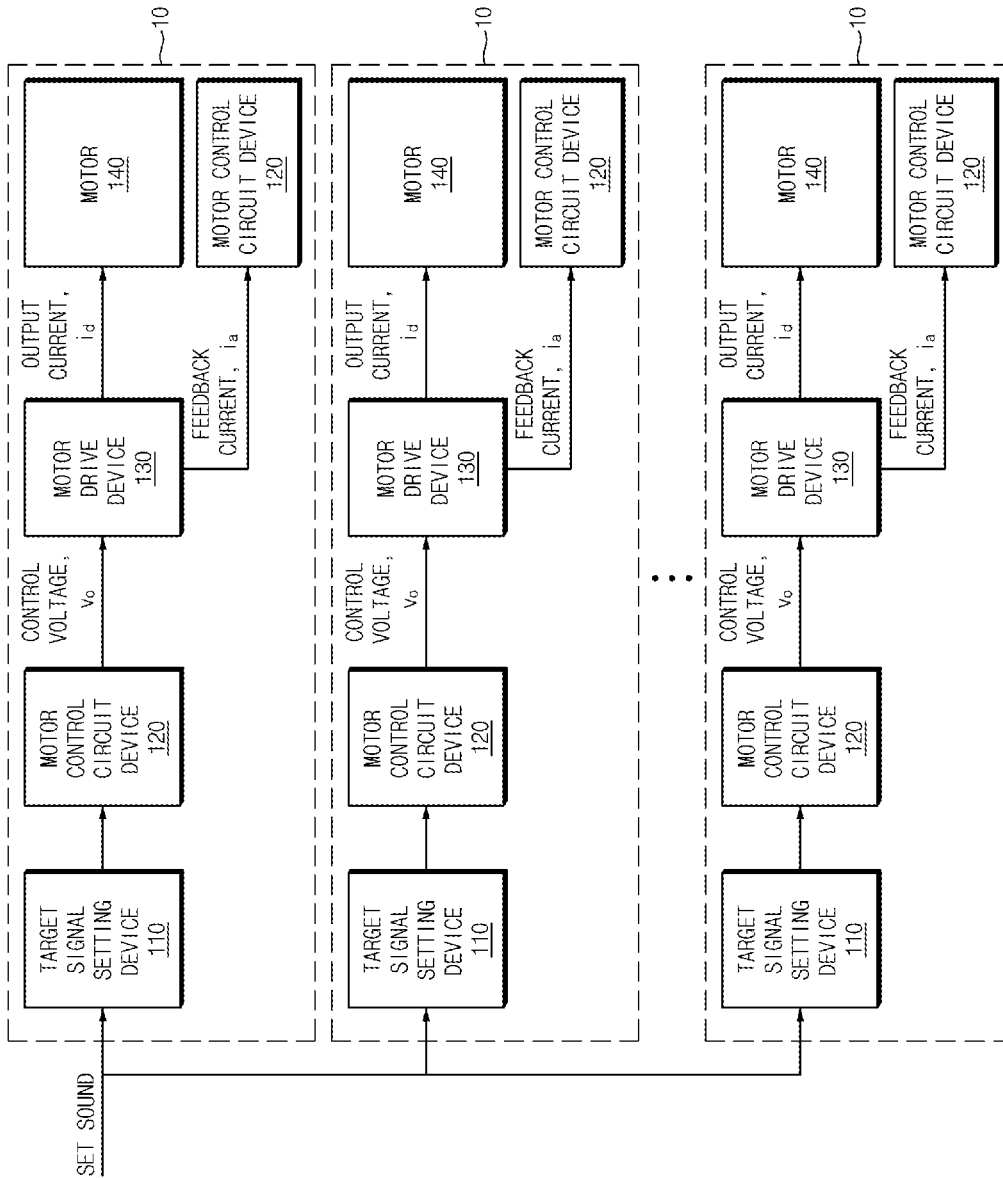 SET SOUND
10
TARGET
SIGNAL
SETTING
DEVICE
110
MOTOR
CONTROL
CIRCUIT
DEVICE
120
CONTROL
VOLTAGE,
vo
MOTOR
DRIVE
DEVICE
130
OUTPUT
CURRENT,
id
FEEDBACK
CURRENT, ia
MOTOR
140
MOTOR CONTROL
CIRCUIT DEVICE
120
10
TARGET
SIGNAL
SETTING
DEVICE
110
MOTOR
CONTROL
CIRCUIT
DEVICE
120
CONTROL
VOLTAGE,
vo
MOTOR
DRIVE
DEVICE
130
OUTPUT
CURRENT,
id
FEEDBACK
CURRENT, ia
MOTOR
140
MOTOR CONTROL
CIRCUIT DEVICE
120
10
TARGET
SIGNAL
SETTING
DEVICE
110
MOTOR
CONTROL
CIRCUIT
DEVICE
120
CONTROL
VOLTAGE,
vo
MOTOR
DRIVE
DEVICE
130
OUTPUT
CURRENT,
id
FEEDBACK
CURRENT, ia
MOTOR
140
MOTOR CONTROL
CIRCUIT DEVICE
120